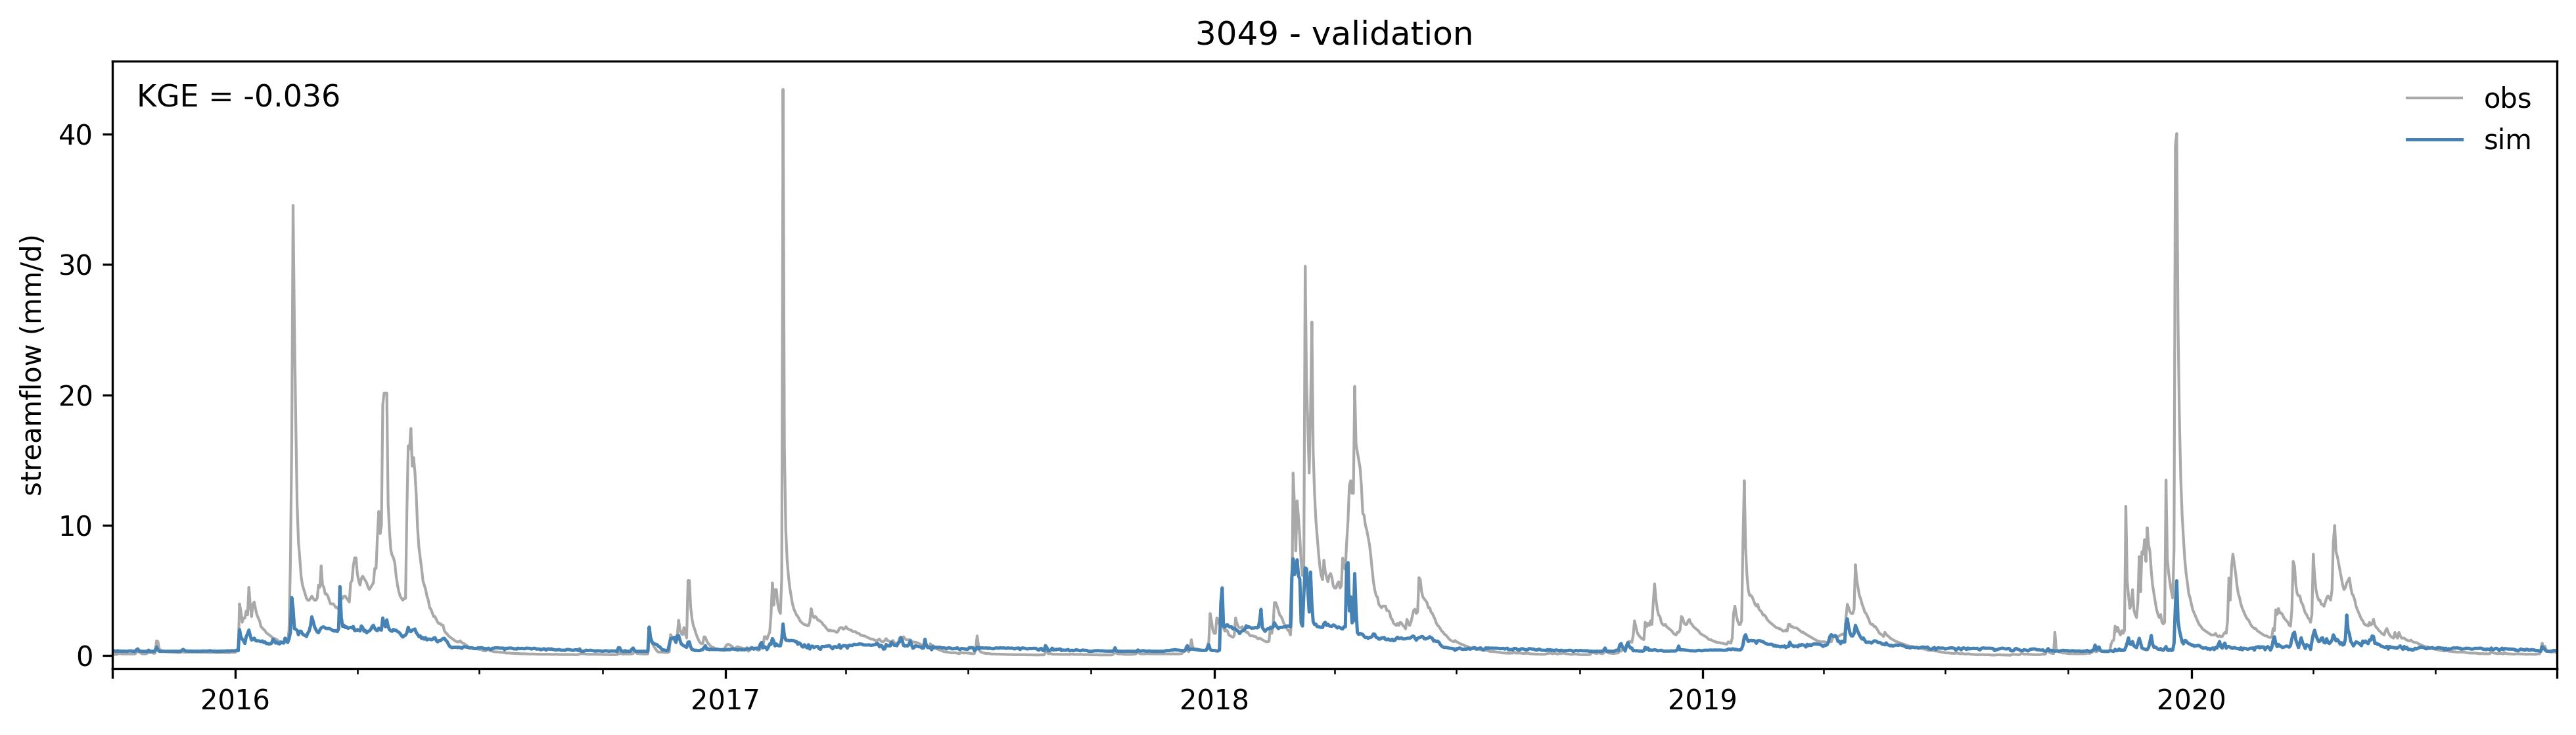 3049 - validation
KGE = -0.036
obs
sim
streamflow (mm/d)
40
30
20
10
0
2016
2017
2018
2019
2020